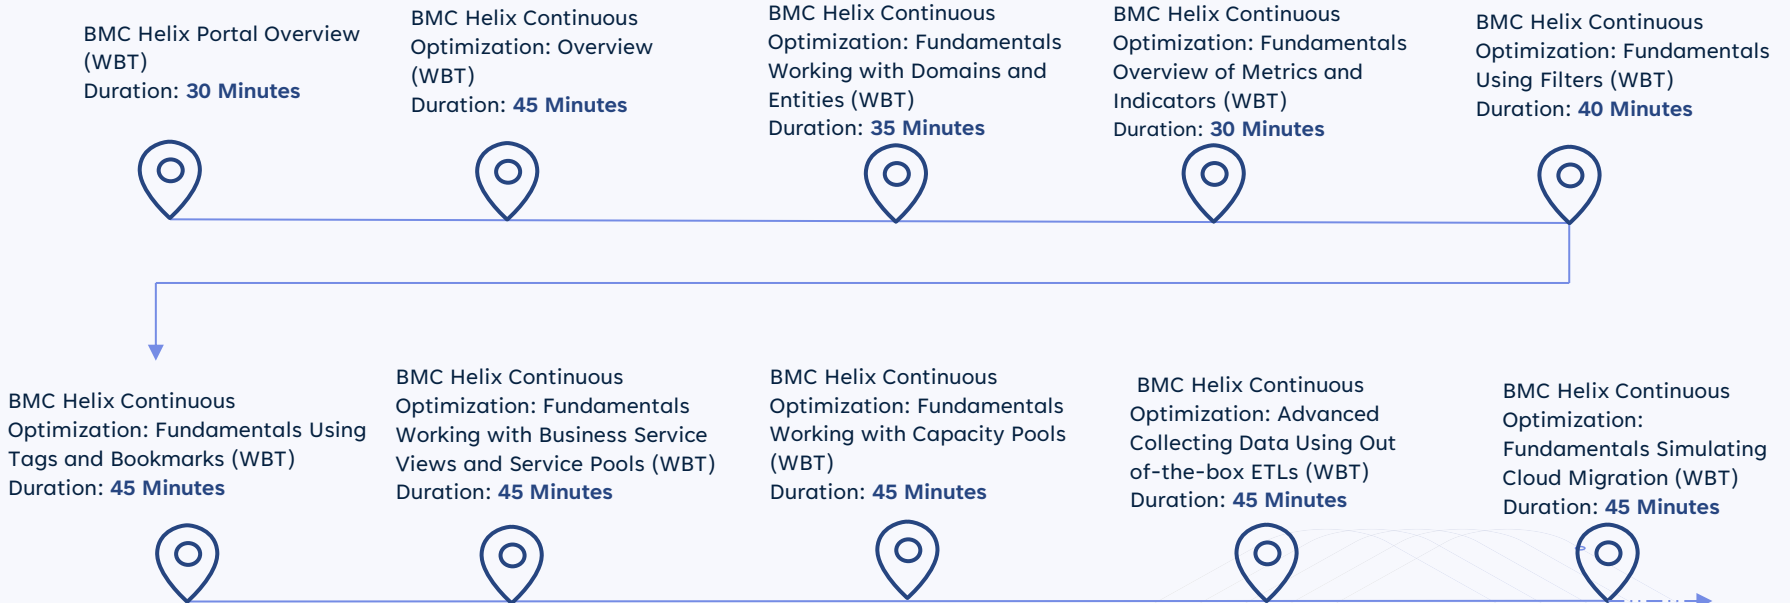 BMC Helix Portal Overview
(WBT)
Duration: 30 Minutes
BMC Helix Continuous
Optimization: Overview
(WBT)
Duration: 45 Minutes
BMC Helix Continuous
Optimization: Fundamentals
Working with Domains and
Entities (WBT)
Duration: 35 Minutes
BMC Helix Continuous
Optimization: Fundamentals
Overview of Metrics and
Indicators (WBT)
Duration: 30 Minutes
BMC Helix Continuous
Optimization: Fundamentals
Using Filters (WBT)
Duration: 40 Minutes
BMC Helix Continuous
Optimization: Fundamentals Using
Tags and Bookmarks (WBT)
Duration: 45 Minutes
BMC Helix Continuous
Optimization: Fundamentals
Working with Business Service
Views and Service Pools (WBT)
Duration: 45 Minutes
BMC Helix Continuous
Optimization: Fundamentals
Working with Capacity Pools
(WBT)
Duration: 45 Minutes
BMC Helix Continuous
Optimization: Advanced
Collecting Data Using Out
of-the-box ETLs (WBT)
Duration: 45 Minutes
BMC Helix Continuous
Optimization:
Fundamentals Simulating
Cloud Migration (WBT)
Duration: 45 Minutes